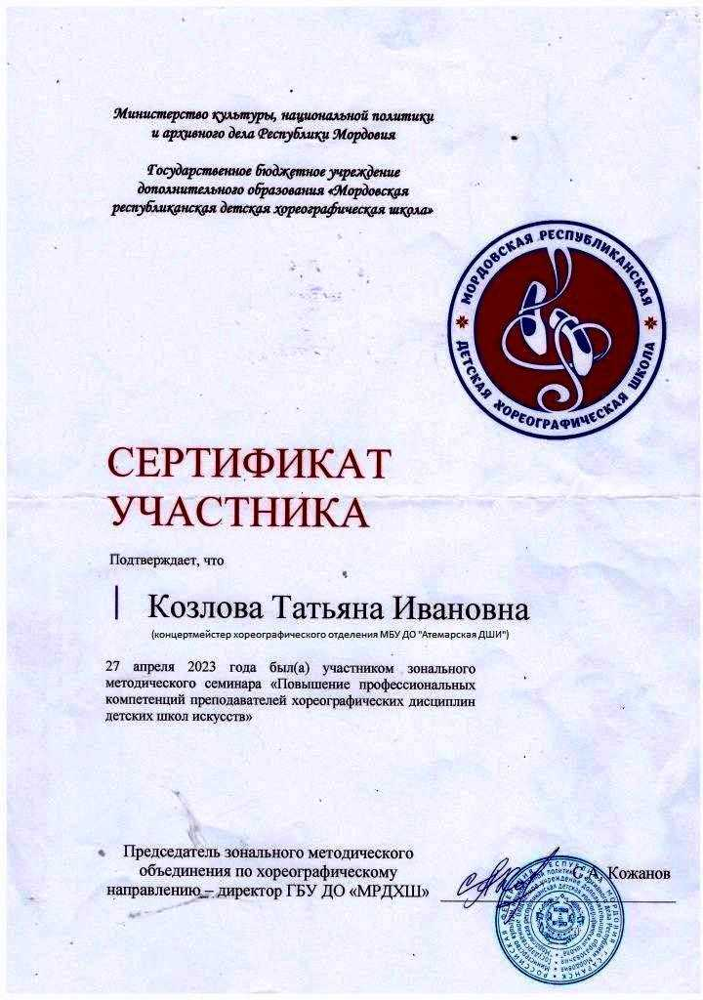 Министерство культуры, национальной политики
и архивного дела Республики Мордовия
Государственное бюджетное учреждение
дополнительного образования «Мордовская
республиканская детская хореографическая школа»
МОРДОВСКАЯ РЕСПУБЛИКАНСКАЯ
ДЕТСКАЯ ХОРЕОГРАФИЧЕСКАЯ ШКОЛА
СЕРТИФИКАТ
УЧАСТНИКА
Подтверждает, что
Козлова Татьяна Ивановна
(концертмейстер хореографического отделения МБУ ДО "Атемарская ДШИ")
27 апреля 2023 года был(а) участником зонального
методического семинара «Повышение профессиональных
компетенций преподавателей хореографических дисциплин
детских школ искусств»
Председатель зонального методического
объединения по хореографическому
направлению – директор ГБУ ДО «МРДХШ»
С.А. Кожанов